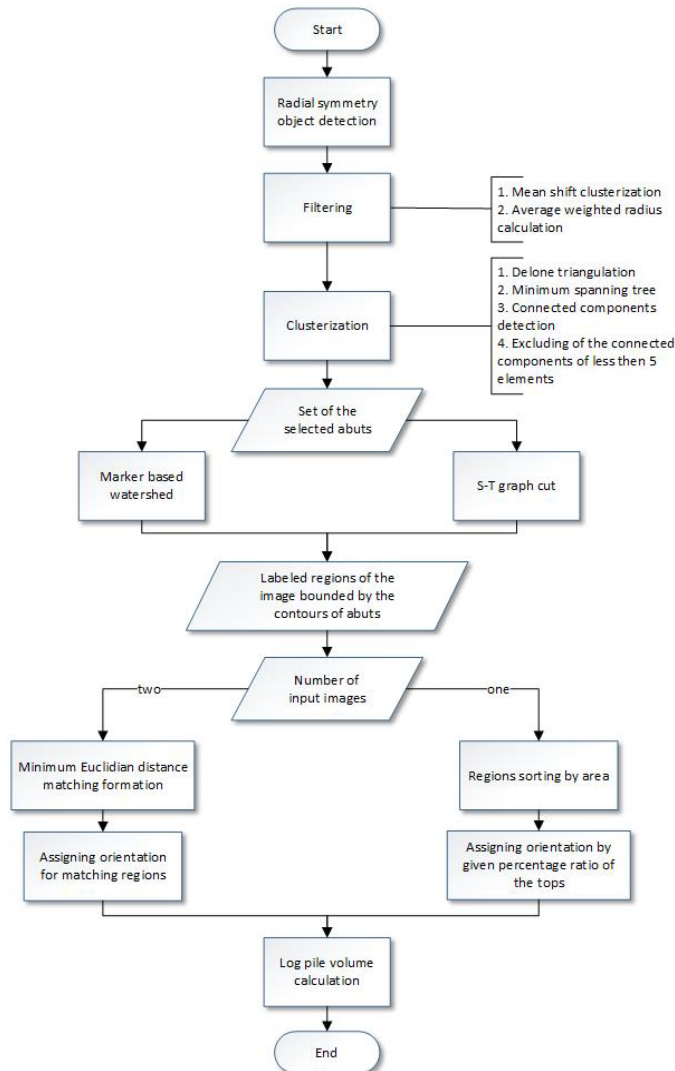 Start
Radial symmetry
object detection
Filtering
1. Mean shift clusterization
2. Average weighted radius
calculation
Clusterization
1. Delone triangulation
2. Minimum spanning tree
3. Connected components
detection
4. Excluding of the connected
components of less then 5
elements
Set of the
selected abuts
Marker based
watershed
S-T graph cut
Labeled regions of the
image bounded by the
contours of abuts
Number of
input images
two
one
Minimum Euclidian distance
matching formation
Regions sorting by area
Assigning orientation
for matching regions
Assigning orientation by
given percentage ratio of
the tops
Log pile volume
calculation
End